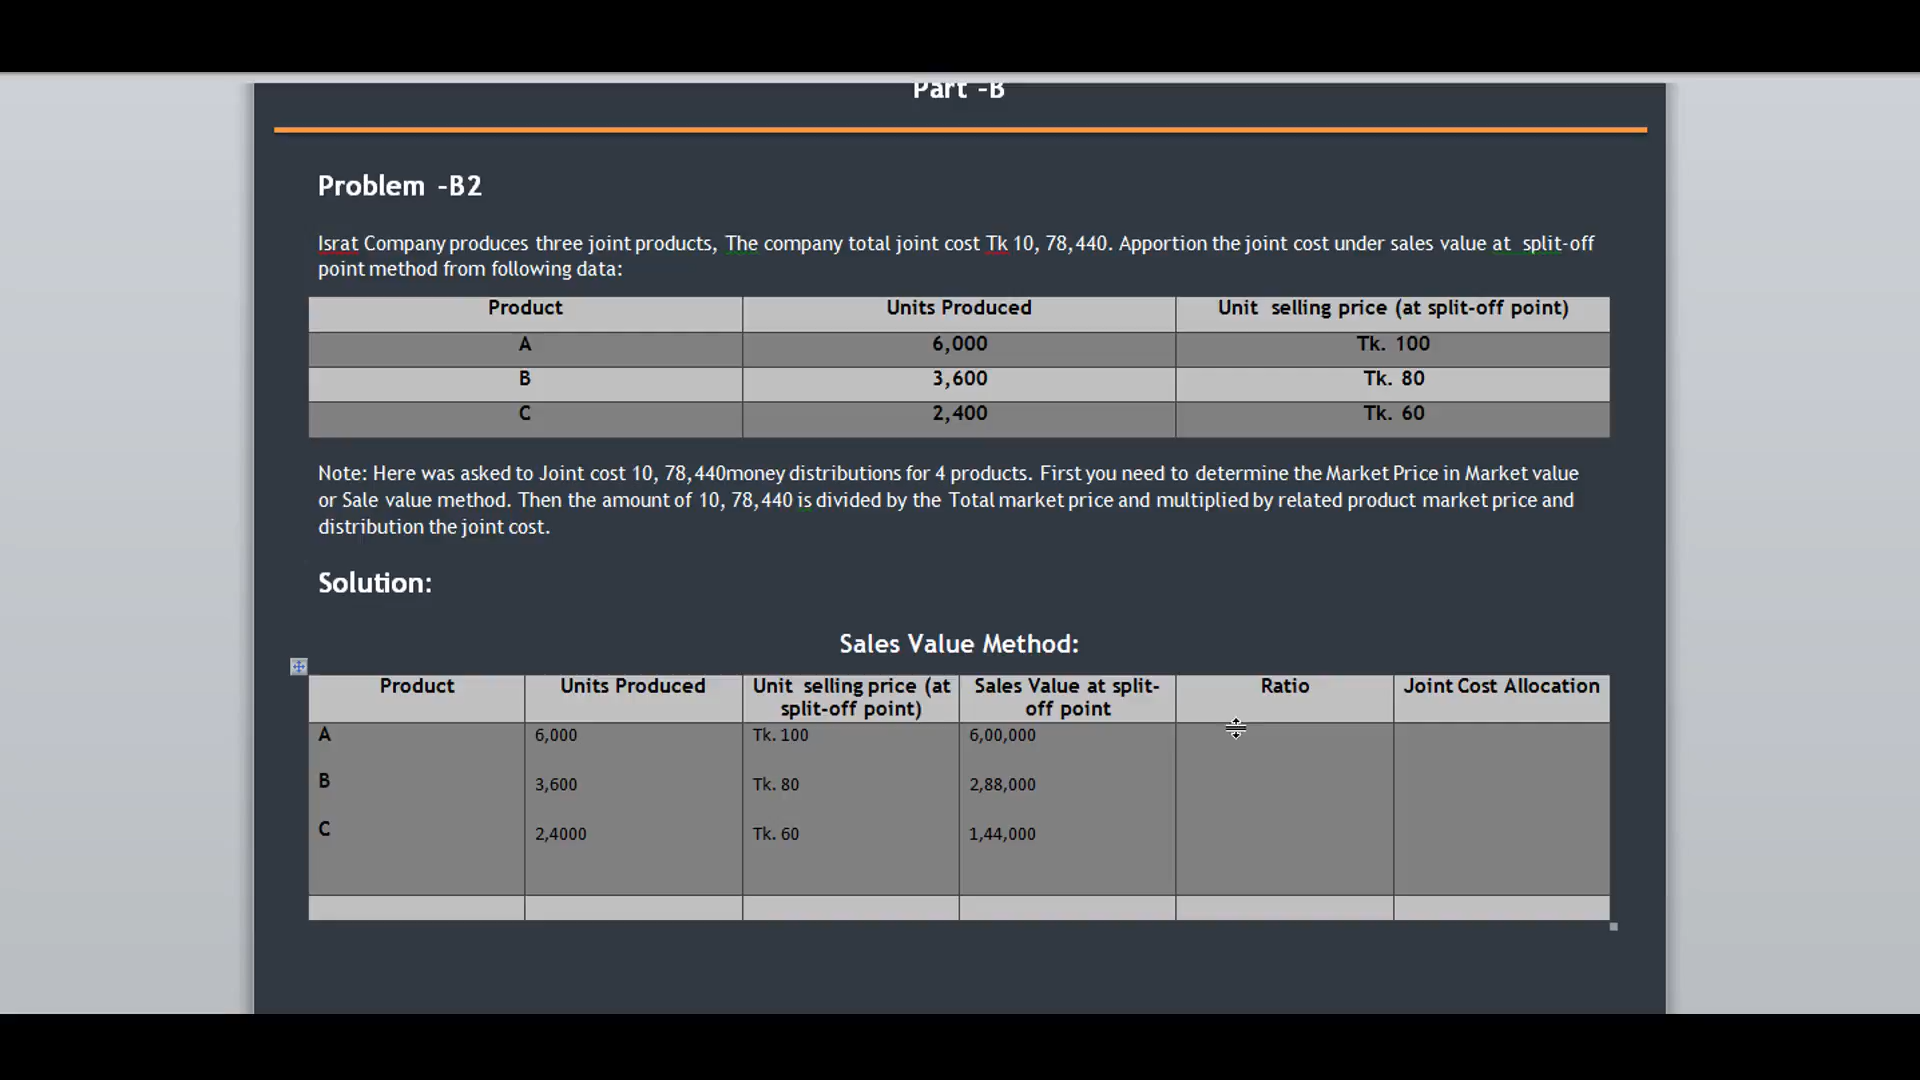 Part -B
Problem -B2
Israt Company produces three joint products, The company total joint cost Tk 10, 78,440. Apportion the joint cost under sales value at split-off
point method from following data:
Product Units Produced Unit selling price (at split-off point)
A 6,000 Tk. 100
B 3,600 Tk. 80
C 2,400 Tk. 60
Note: Here was asked to Joint cost 10, 78,440money distributions for 4 products. First you need to determine the Market Price in Market value
or Sale value method. Then the amount of 10, 78,440 is divided by the Total market price and multiplied by related product market price and
distribution the joint cost.
Solution:
Sales Value Method:
Product Units Produced Unit selling price (at split-off point) Sales Value at split-off point Ratio Joint Cost Allocation
A 6,000 Tk. 100 6,00,000
B 3,600 Tk. 80 2,88,000
C 2,4000 Tk. 60 1,44,000